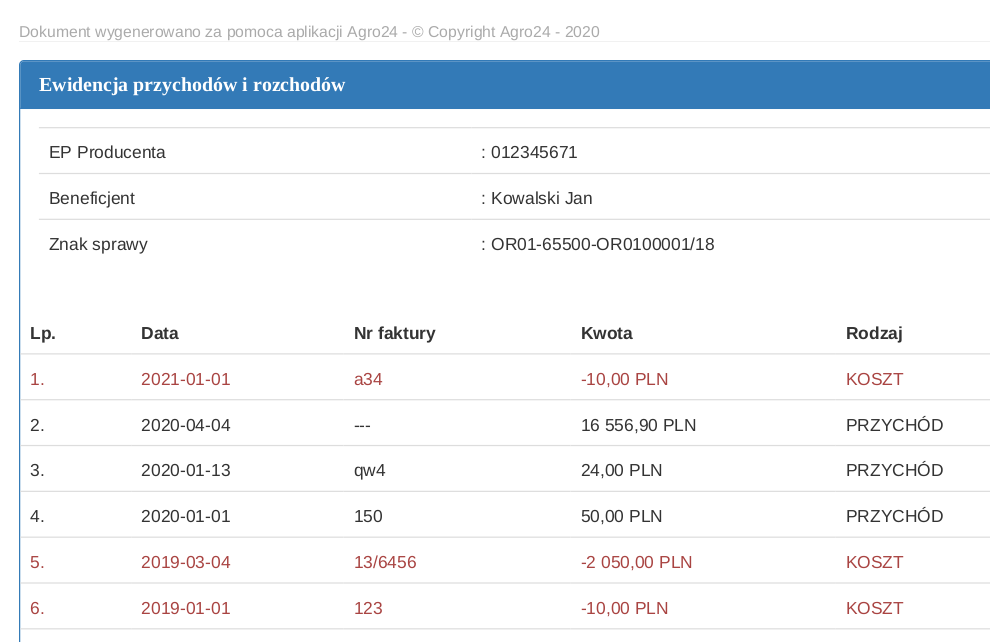 Dokument wygenerowano za pomoca aplikacji Agro24 - © Copyright Agro24 - 2020
Ewidencja przychodów i rozchodów
EP Producenta : 012345671
Beneficjent : Kowalski Jan
Znak sprawy : OR01-65500-OR0100001/18
Lp. Data Nr faktury Kwota Rodzaj
1. 2021-01-01 a34 -10,00 PLN KOSZT
2. 2020-04-04 --- 16 556,90 PLN PRZYCHÓD
3. 2020-01-13 qw4 24,00 PLN PRZYCHÓD
4. 2020-01-01 150 50,00 PLN PRZYCHÓD
5. 2019-03-04 13/6456 -2 050,00 PLN KOSZT
6. 2019-01-01 123 -10,00 PLN KOSZT